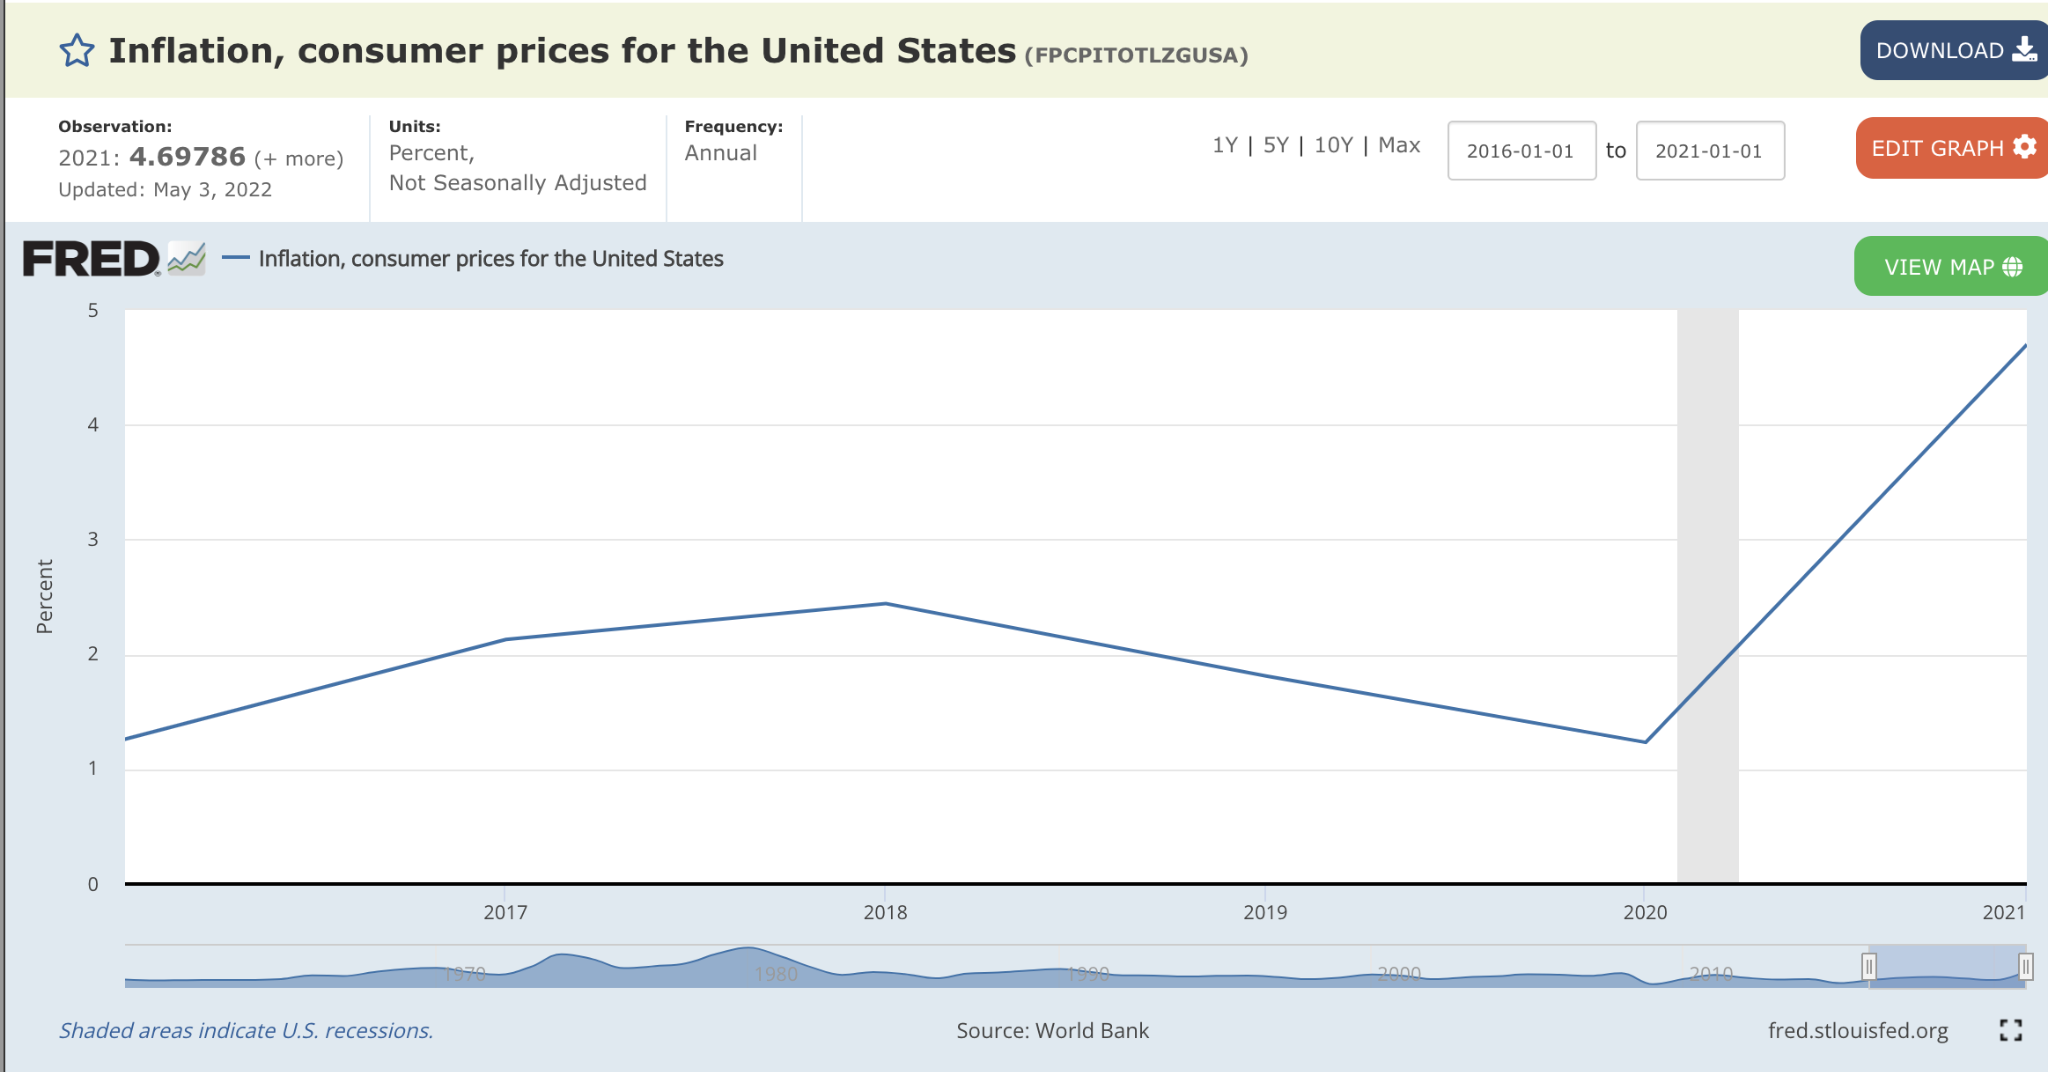 Inflation, consumer prices for the United States (FPCPITOTLZGUSA)
DOWNLOAD
Observation:
2021: 4.69786 (+ more)
Updated: May 3, 2022
Units:
Percent,
Not Seasonally Adjusted
Frequency:
Annual
1Y | 5Y | 10Y | Max
2016-01-01 to 2021-01-01
EDIT GRAPH
FRED
Inflation, consumer prices for the United States
VIEW MAP
5
4
3
2
1
0
Percent
2017 2018 2019 2020 2021
1970 1980 1990 2000 2010
Shaded areas indicate U.S. recessions.
Source: World Bank
fred.stlouisfed.org